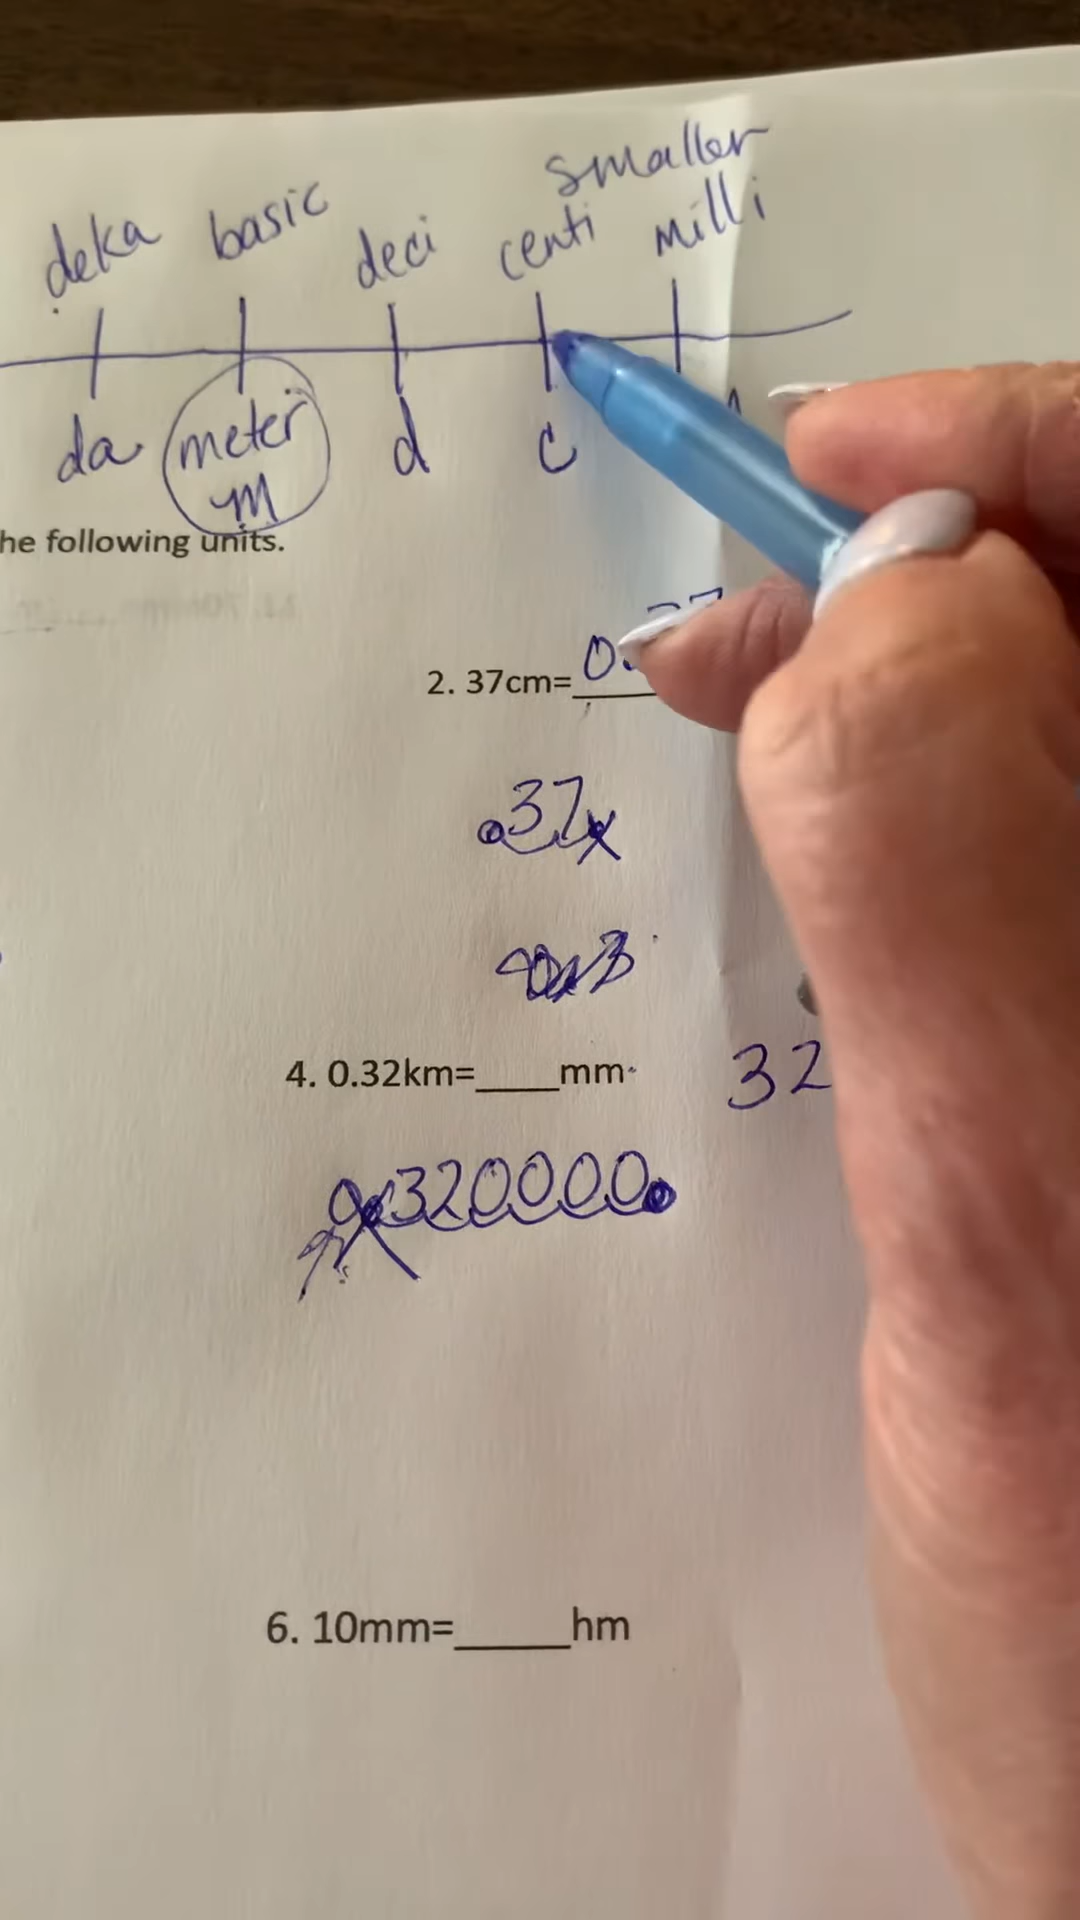 smaller
deka basic deci centi milli
da meter d c
m
he following units.
2. 37cm=____
.37
4. 0.32km=____mm 32
0.320000.
6. 10mm=_____hm